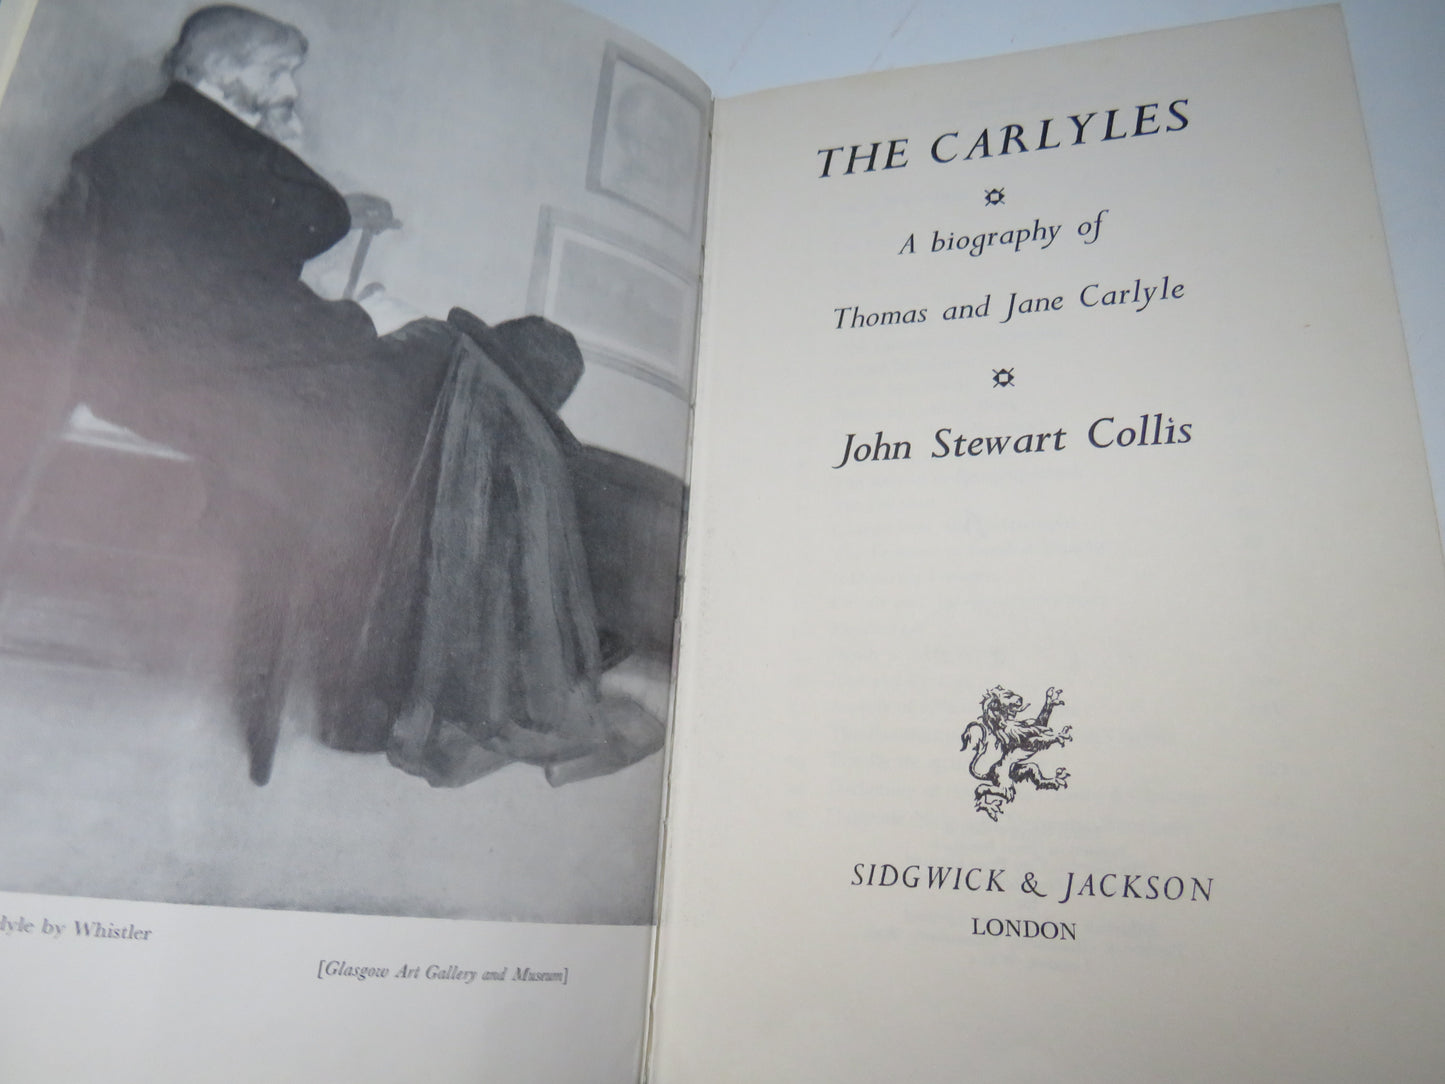 by Whistler
[Glasgow Art Gallery and Museum]
THE CARLYLES
A biography of
Thomas and Jane Carlyle
John Stewart Collis
SIDGWICK & JACKSON
LONDON